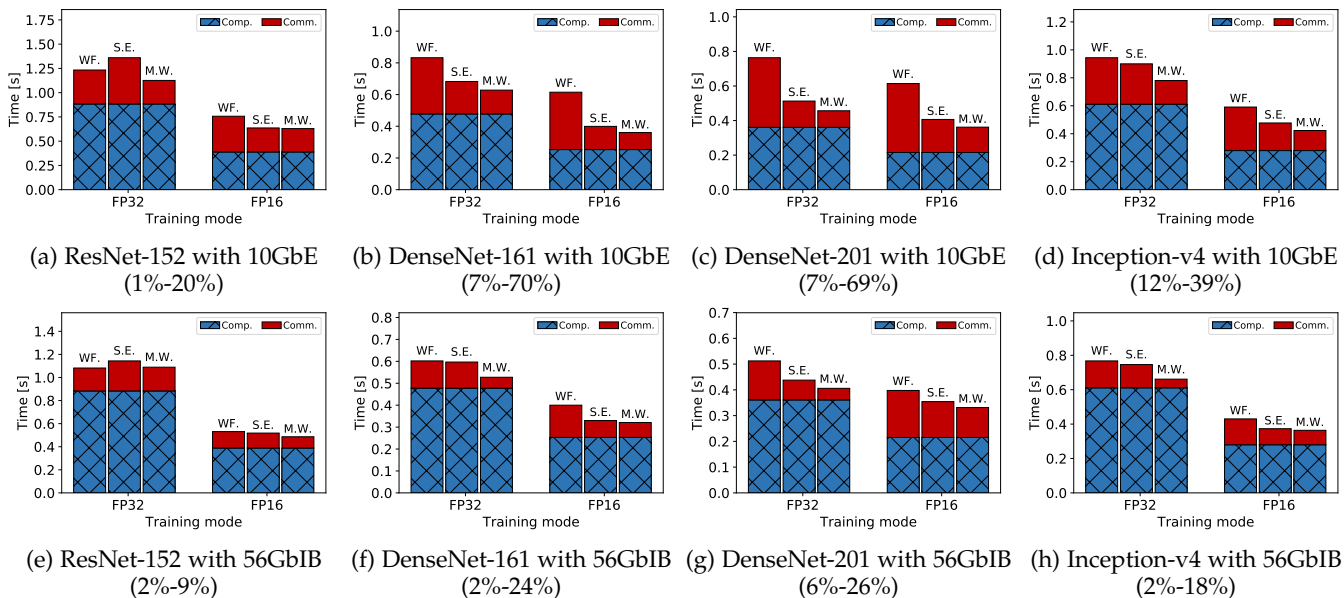 Comp. Comm.
1.75
1.50
1.25
1.00
0.75
0.50
0.25
0.00
Time [s]
WF. S.E. M.W.
WF. S.E. M.W.
FP32 FP16
Training mode
(a) ResNet-152 with 10GbE
(1%-20%)
Comp. Comm.
1.0
0.8
0.6
0.4
0.2
0.0
Time [s]
WF. S.E. M.W.
WF. S.E. M.W.
FP32 FP16
Training mode
(b) DenseNet-161 with 10GbE
(7%-70%)
Comp. Comm.
1.0
0.8
0.6
0.4
0.2
0.0
Time [s]
WF. S.E. M.W.
WF. S.E. M.W.
FP32 FP16
Training mode
(c) DenseNet-201 with 10GbE
(7%-69%)
Comp. Comm.
1.2
1.0
0.8
0.6
0.4
0.2
0.0
Time [s]
WF. S.E. M.W.
WF. S.E. M.W.
FP32 FP16
Training mode
(d) Inception-v4 with 10GbE
(12%-39%)
Comp. Comm.
1.4
1.2
1.0
0.8
0.6
0.4
0.2
0.0
Time [s]
WF. S.E. M.W.
WF. S.E. M.W.
FP32 FP16
Training mode
(e) ResNet-152 with 56GbIB
(2%-9%)
Comp. Comm.
0.8
0.7
0.6
0.5
0.4
0.3
0.2
0.1
0.0
Time [s]
WF. S.E. M.W.
WF. S.E. M.W.
FP32 FP16
Training mode
(f) DenseNet-161 with 56GbIB
(2%-24%)
Comp. Comm.
0.7
0.6
0.5
0.4
0.3
0.2
0.1
0.0
Time [s]
WF. S.E. M.W.
WF. S.E. M.W.
FP32 FP16
Training mode
(g) DenseNet-201 with 56GbIB
(6%-26%)
Comp. Comm.
1.0
0.8
0.6
0.4
0.2
0.0
Time [s]
WF. S.E. M.W.
WF. S.E. M.W.
FP32 FP16
Training mode
(h) Inception-v4 with 56GbIB
(2%-18%)